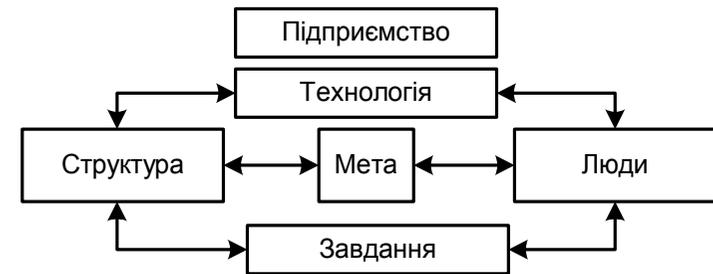 Підприємство
Технологія
Структура
Мета
Люди
Завдання